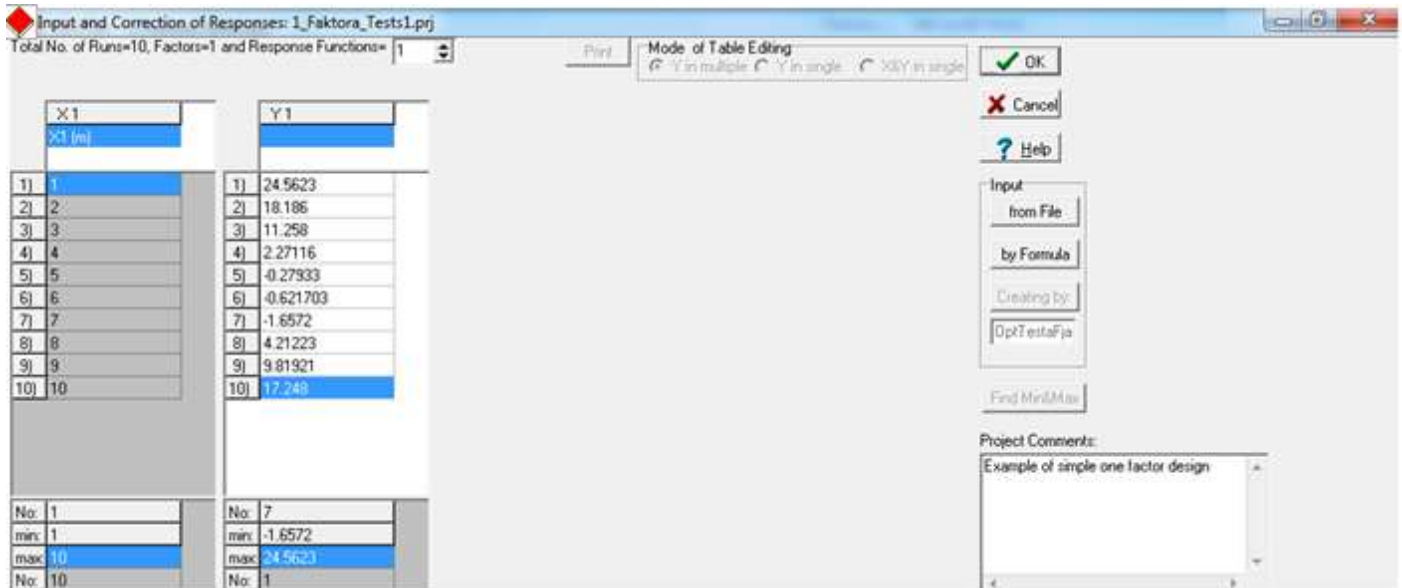 Input and Correction of Responses: 1_Faktora_Tests1.prj
Total No. of Runs=10, Factors=1 and Response Functions= 1
Print
Mode of Table Editing
Y in multiple Y in single X&Y in single
OK
Cancel
Help
X1
X1 (m)
1) 1
2) 2
3) 3
4) 4
5) 5
6) 6
7) 7
8) 8
9) 9
10) 10
No: 1
min: 1
max: 10
No: 10
Y1
1) 24.5623
2) 18.186
3) 11.258
4) 2.27116
5) -0.27933
6) -0.621703
7) -1.6572
8) 4.21223
9) 9.81921
10) 17.248
No: 7
min: -1.6572
max: 24.5623
No: 1
Input
from File
by Formula
Creating by:
OptTestaFja
Find Min&Max
Project Comments:
Example of simple one factor design